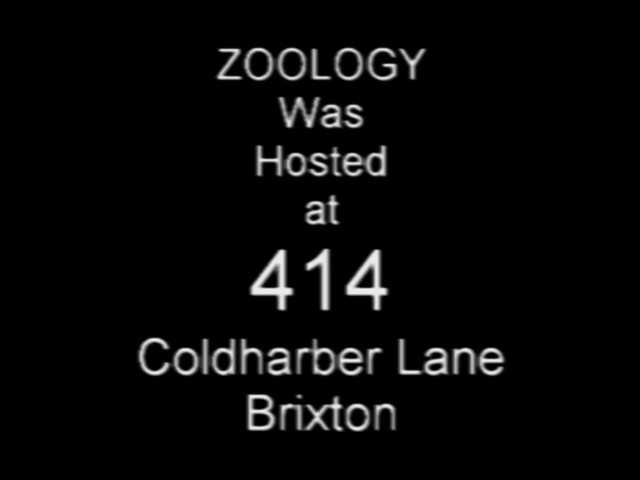 ZOOLOGY
Was
Hosted
at
414
Coldharber Lane
Brixton